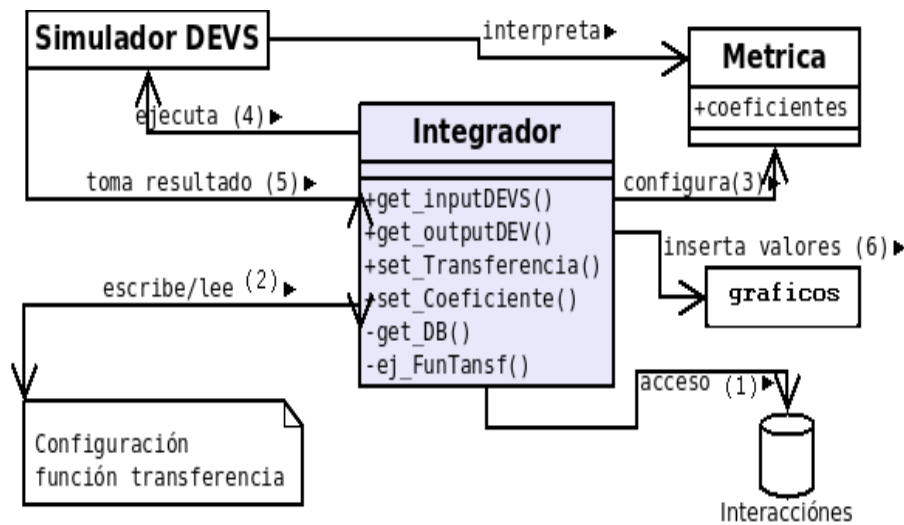 Simulador DEVS
interpreta
Metrica
+coeficientes
ejecuta (4)
Integrador
toma resultado (5)
configura(3)
+get_inputDEVS()
+get_outputDEV()
+set_Transferencia()
+set_Coeficiente()
-get_DB()
-ej_FunTansf()
inserta valores (6)
graficos
escribe/lee (2)
acceso (1)
Configuración
función transferencia
Interacciónes